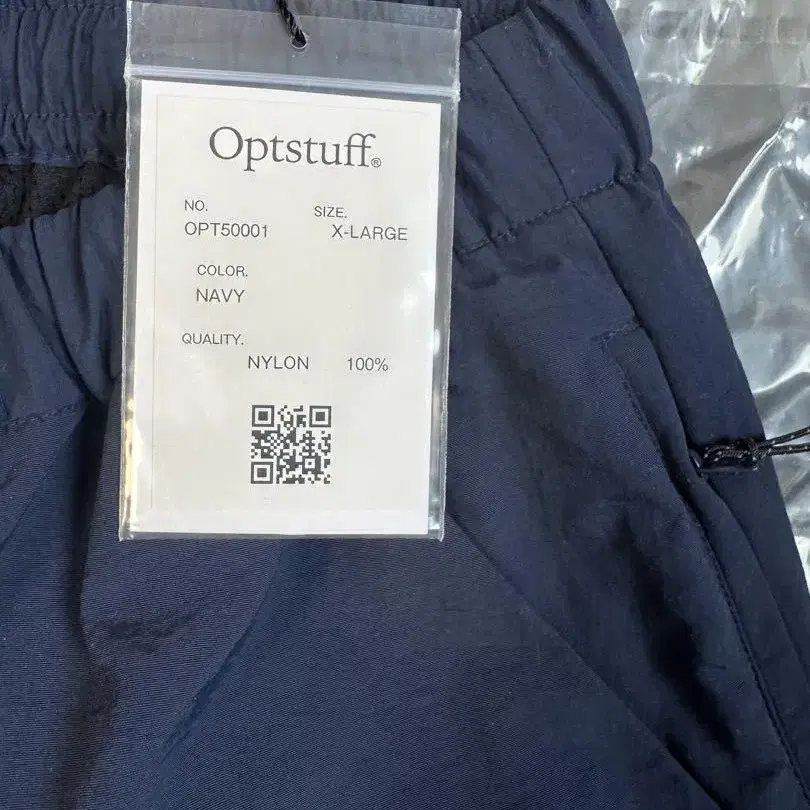 Optstuff®
NO. SIZE.
OPT50001 X-LARGE
COLOR.
NAVY
QUALITY.
NYLON 100%